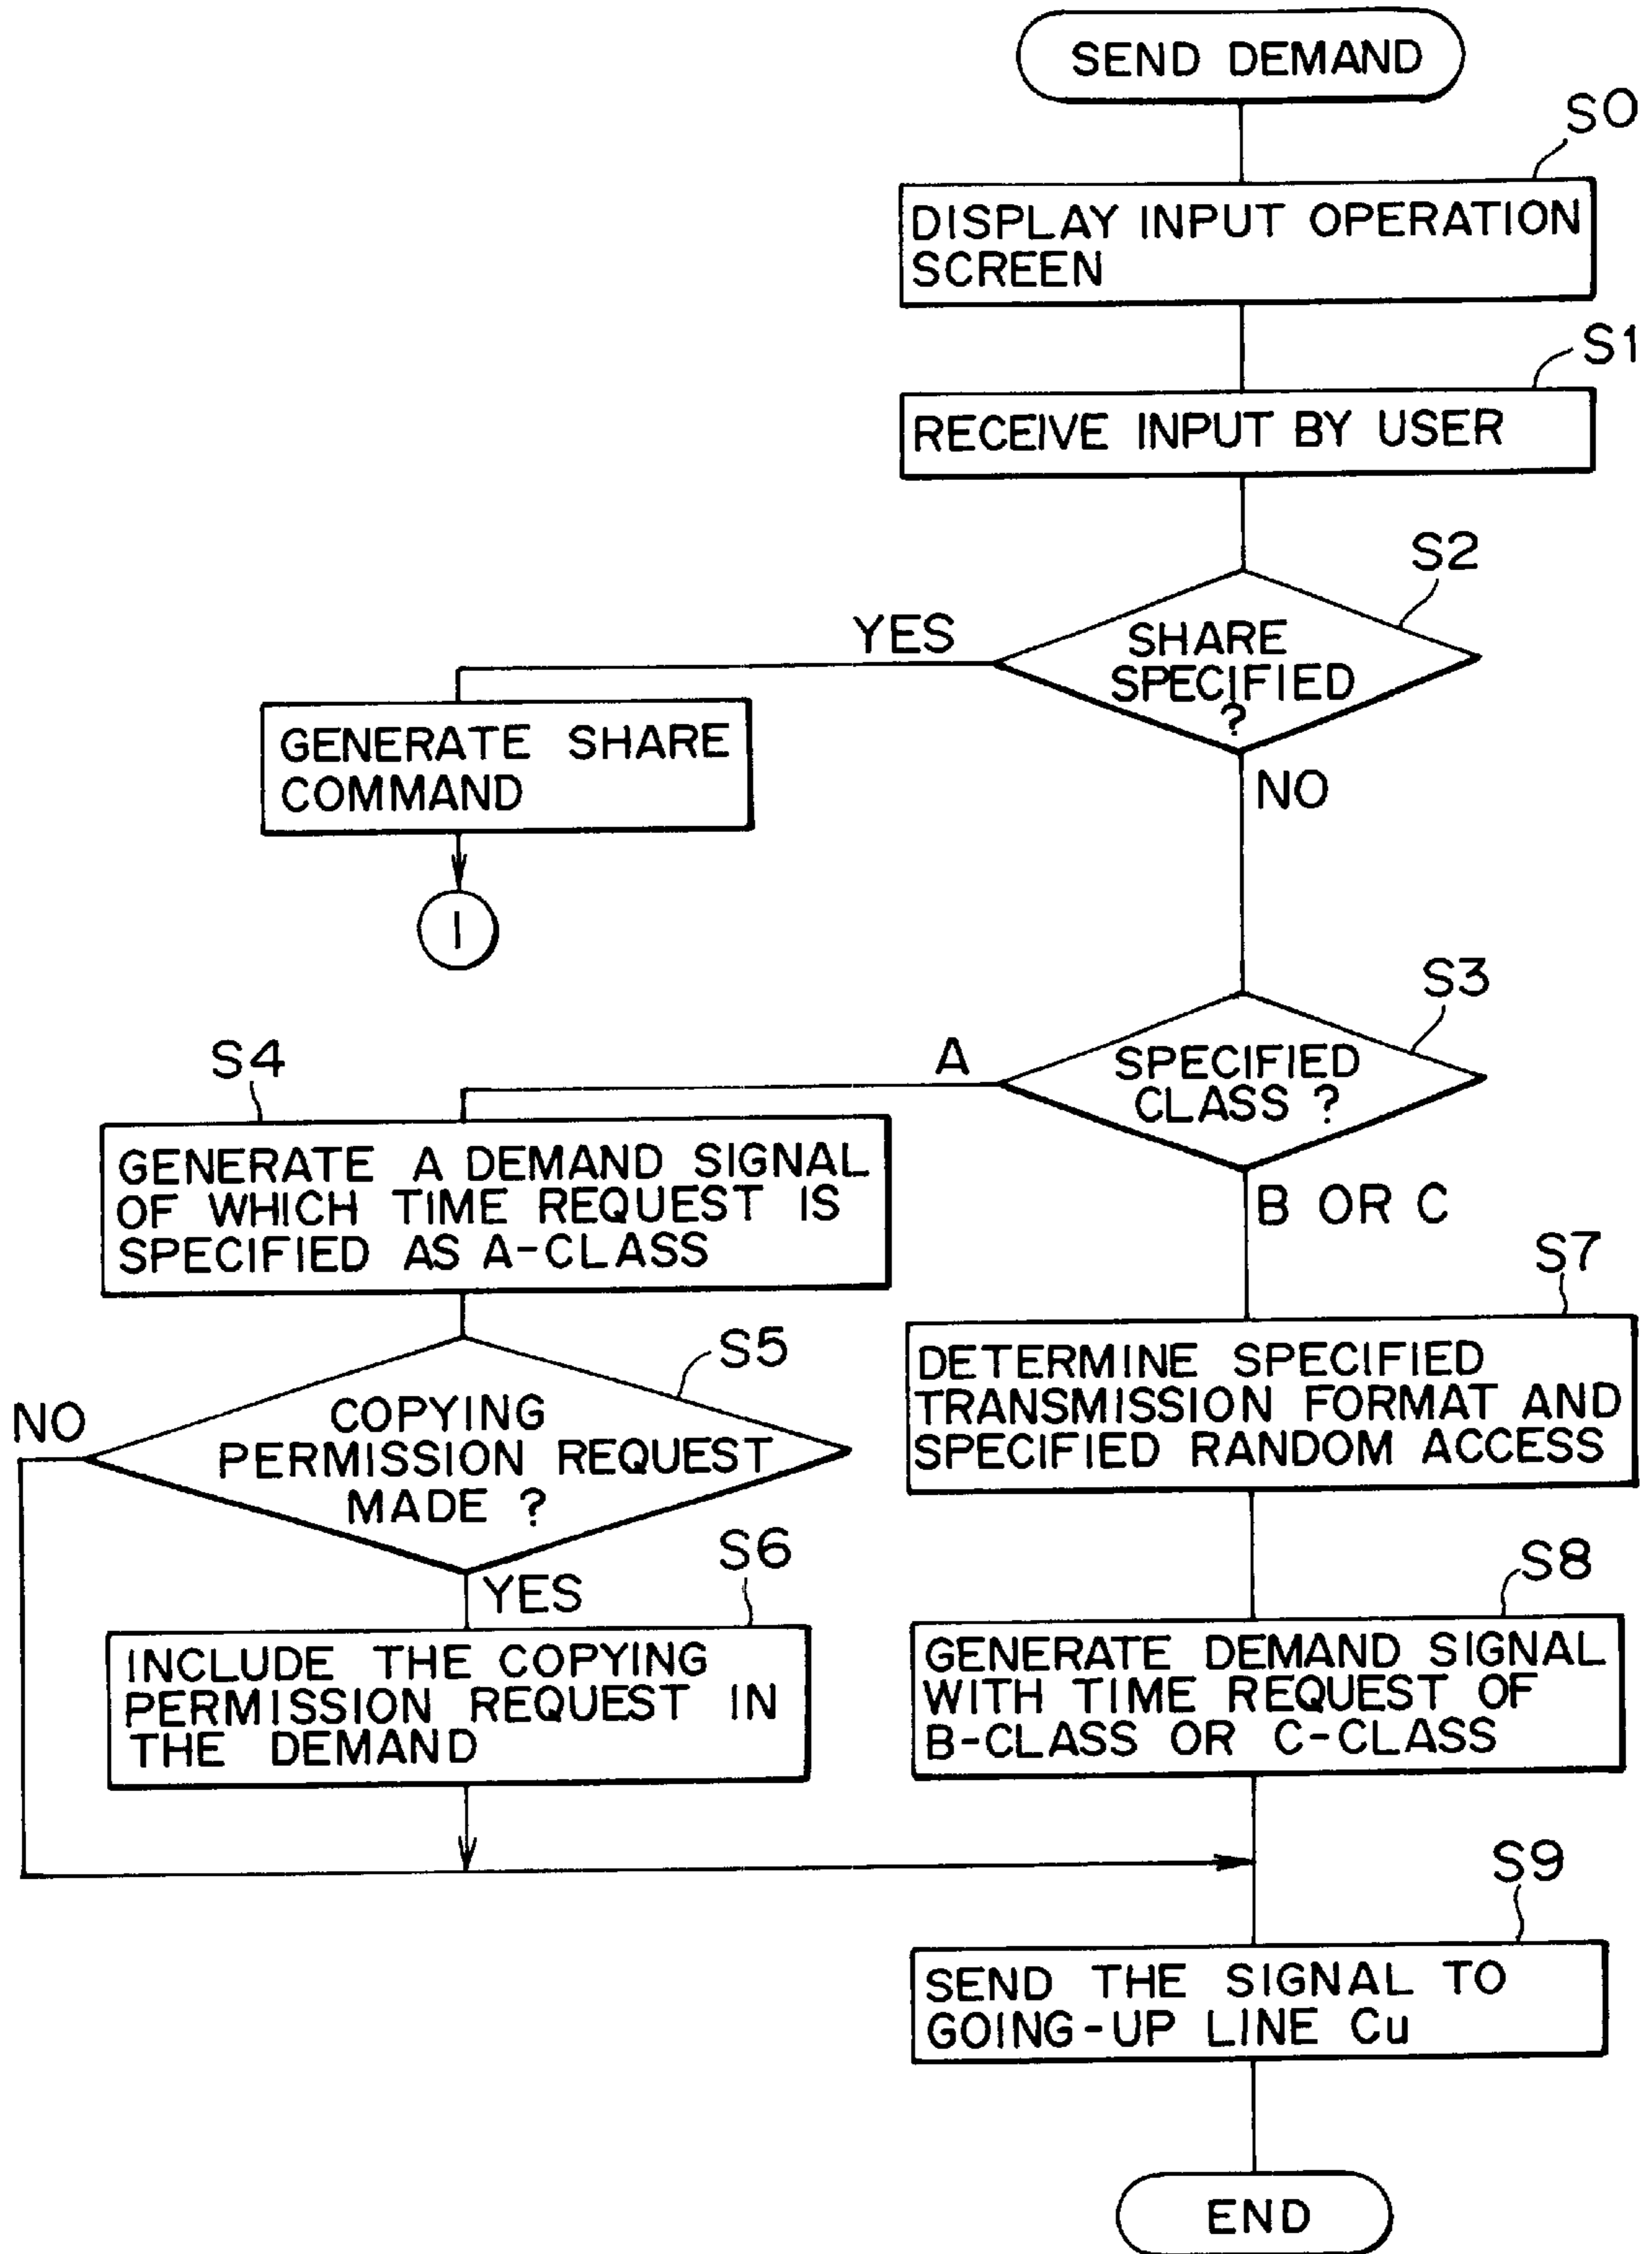 SEND DEMAND
S0
DISPLAY INPUT OPERATION
SCREEN
S1
RECEIVE INPUT BY USER
S2
SHARE
SPECIFIED
?
YES
NO
GENERATE SHARE
COMMAND
1
S3
SPECIFIED
CLASS ?
A
B OR C
S4
GENERATE A DEMAND SIGNAL
OF WHICH TIME REQUEST IS
SPECIFIED AS A-CLASS
S5
COPYING
PERMISSION REQUEST
MADE ?
NO
YES
S6
INCLUDE THE COPYING
PERMISSION REQUEST IN
THE DEMAND
S7
DETERMINE SPECIFIED
TRANSMISSION FORMAT AND
SPECIFIED RANDOM ACCESS
S8
GENERATE DEMAND SIGNAL
WITH TIME REQUEST OF
B-CLASS OR C-CLASS
S9
SEND THE SIGNAL TO
GOING-UP LINE Cu
END